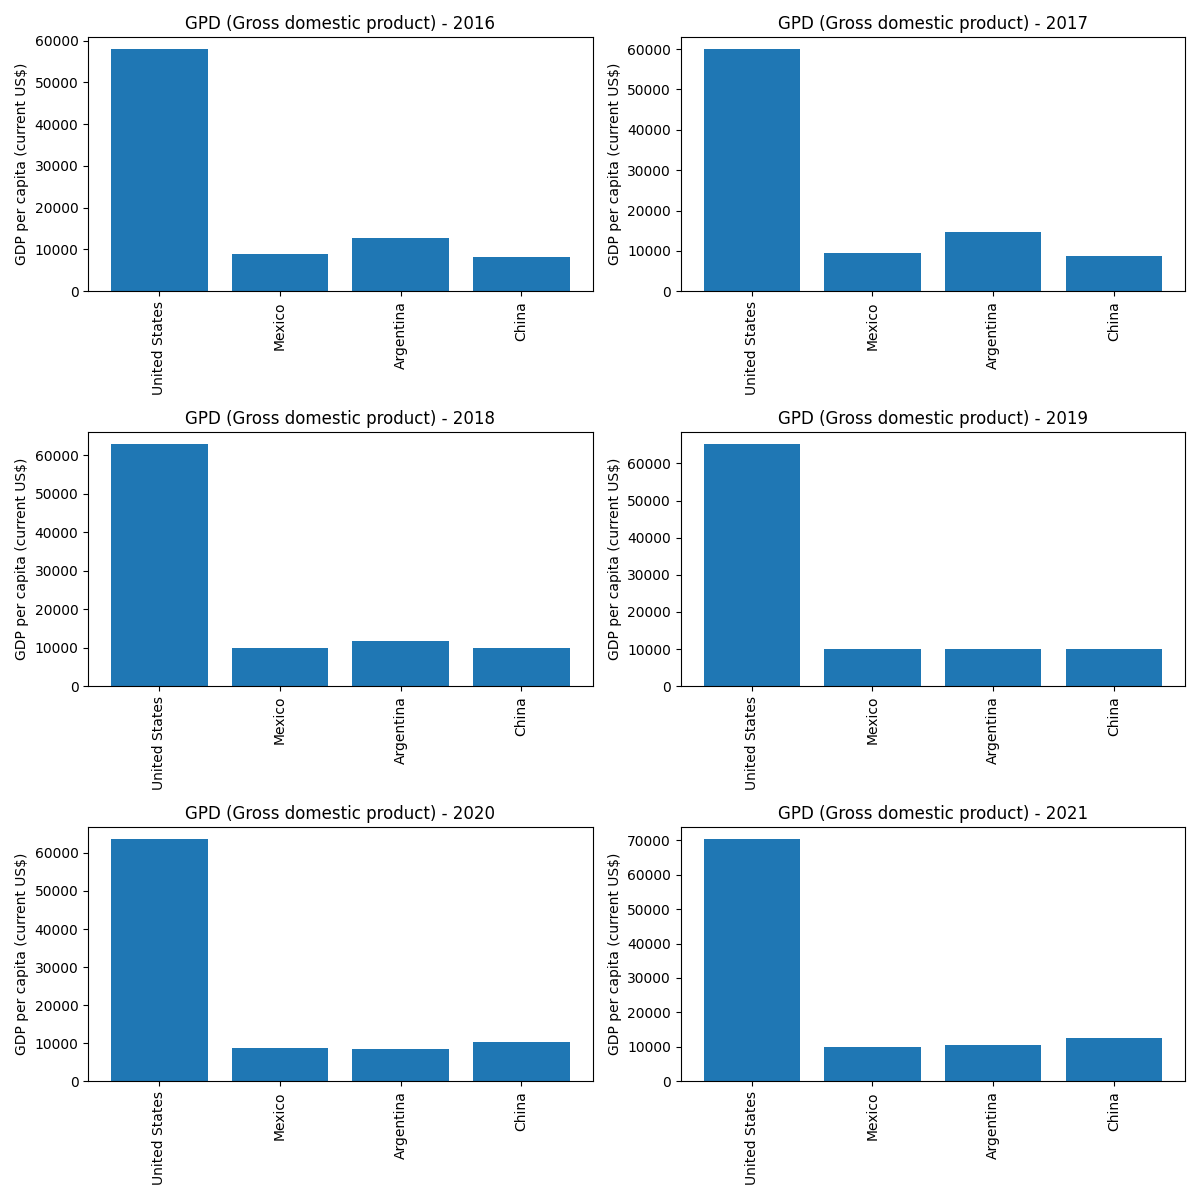 GPD (Gross domestic product) - 2016
GDP per capita (current US$)
60000
50000
40000
30000
20000
10000
0
United States
Mexico
Argentina
China
GPD (Gross domestic product) - 2017
GDP per capita (current US$)
60000
50000
40000
30000
20000
10000
0
United States
Mexico
Argentina
China
GPD (Gross domestic product) - 2018
GDP per capita (current US$)
60000
50000
40000
30000
20000
10000
0
United States
Mexico
Argentina
China
GPD (Gross domestic product) - 2019
GDP per capita (current US$)
60000
50000
40000
30000
20000
10000
0
United States
Mexico
Argentina
China
GPD (Gross domestic product) - 2020
GDP per capita (current US$)
60000
50000
40000
30000
20000
10000
0
United States
Mexico
Argentina
China
GPD (Gross domestic product) - 2021
GDP per capita (current US$)
70000
60000
50000
40000
30000
20000
10000
0
United States
Mexico
Argentina
China